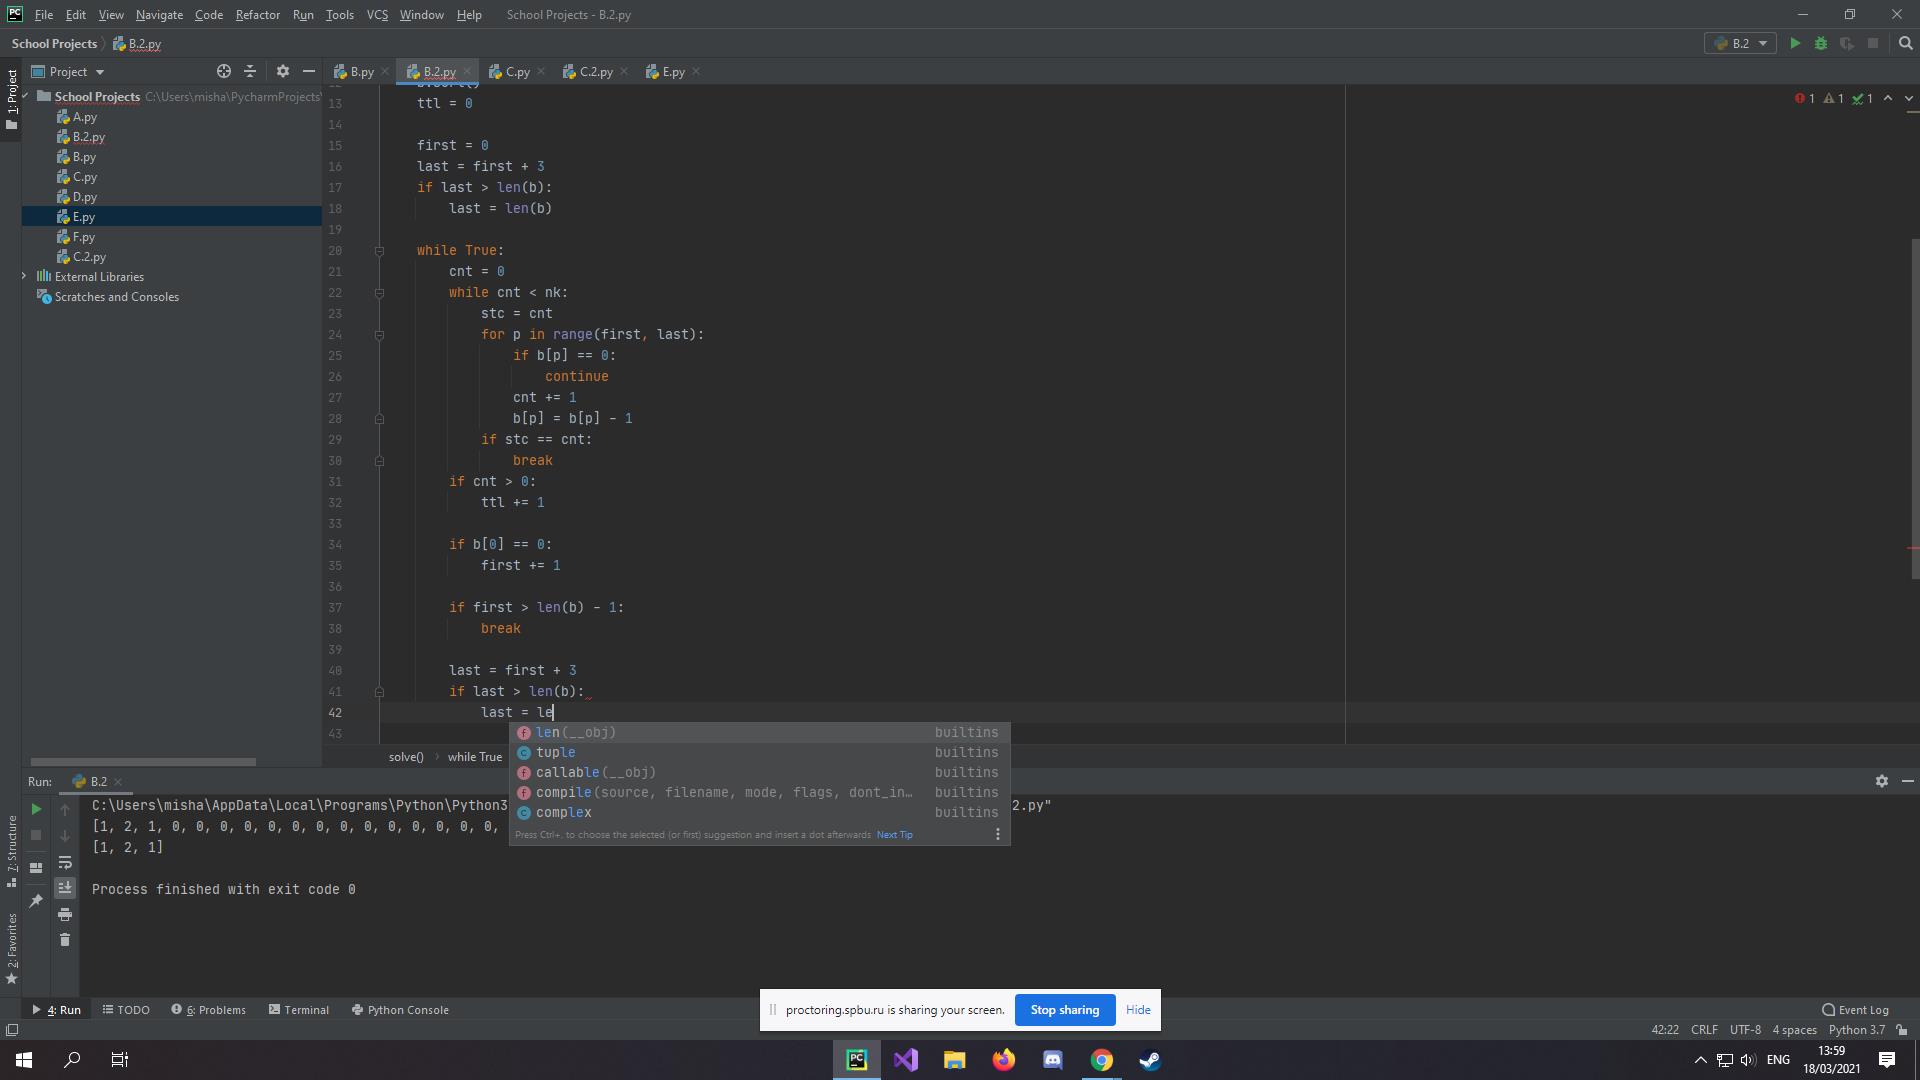 File Edit View Navigate Code Refactor Run Tools VCS Window Help School Projects - B.2.py
School Projects B.2.py B.2
Project B.py B.2.py C.py C.2.py E.py
1: Project
School Projects C:\Users\misha\PycharmProjects\
A.py
B.2.py
B.py
C.py
D.py
E.py
F.py
C.2.py
External Libraries
Scratches and Consoles
1 1 1
13 ttl = 0
14
15 first = 0
16 last = first + 3
17 if last > len(b):
18 last = len(b)
19
20 while True:
21 cnt = 0
22 while cnt < nk:
23 stc = cnt
24 for p in range(first, last):
25 if b[p] == 0:
26 continue
27 cnt += 1
28 b[p] = b[p] - 1
29 if stc == cnt:
30 break
31 if cnt > 0:
32 ttl += 1
33
34 if b[0] == 0:
35 first += 1
36
37 if first > len(b) - 1:
38 break
39
40 last = first + 3
41 if last > len(b):
42 last = le
43
len(__obj) builtins
tuple builtins
callable(__obj) builtins
compile(source, filename, mode, flags, dont_in... builtins
complex builtins
Press Ctrl+. to choose the selected (or first) suggestion and insert a dot afterwards Next Tip
solve() while True
Run: B.2
C:\Users\misha\AppData\Local\Programs\Python\Python3 2.py"
[1, 2, 1, 0, 0, 0, 0, 0, 0, 0, 0, 0, 0, 0, 0, 0, 0,
[1, 2, 1]
Process finished with exit code 0
7: Structure
2: Favorites
proctoring.spbu.ru is sharing your screen. Stop sharing Hide
4: Run TODO 6: Problems Terminal Python Console Event Log
42:22 CRLF UTF-8 4 spaces Python 3.7
ENG 13:59
18/03/2021